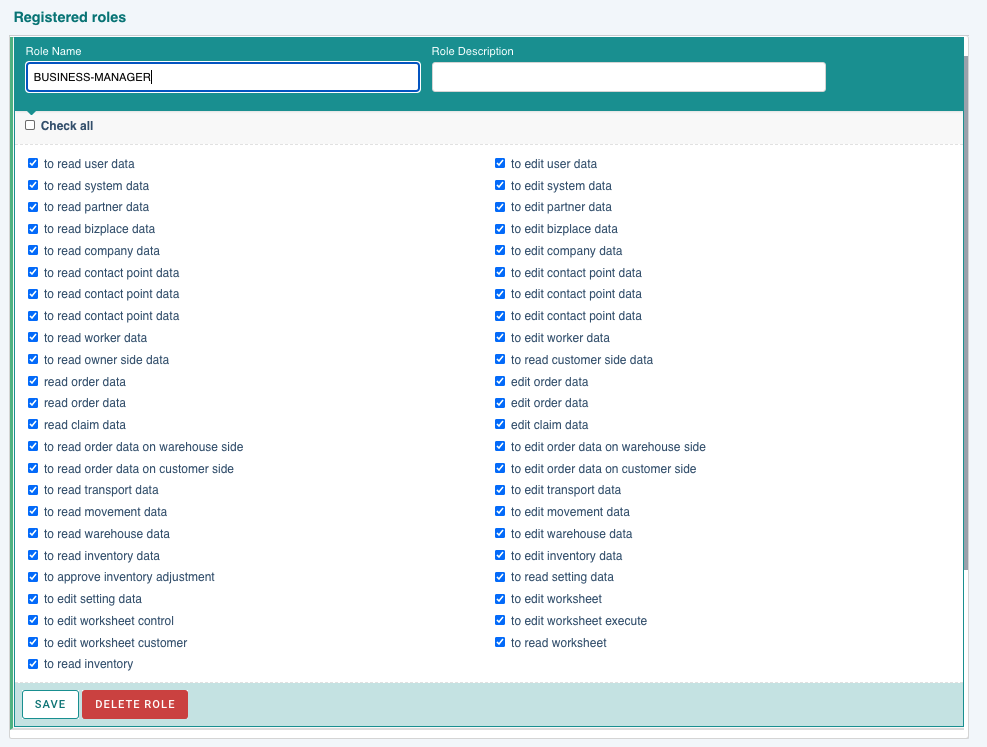 Registered roles
Role Name Role Description
BUSINESS-MANAGER
Check all
to read user data to edit user data
to read system data to edit system data
to read partner data to edit partner data
to read bizplace data to edit bizplace data
to read company data to edit company data
to read contact point data to edit contact point data
to read contact point data to edit contact point data
to read contact point data to edit contact point data
to read worker data to edit worker data
to read owner side data to read customer side data
read order data edit order data
read order data edit order data
read claim data edit claim data
to read order data on warehouse side to edit order data on warehouse side
to read order data on customer side to edit order data on customer side
to read transport data to edit transport data
to read movement data to edit movement data
to read warehouse data to edit warehouse data
to read inventory data to edit inventory data
to approve inventory adjustment to read setting data
to edit setting data to edit worksheet
to edit worksheet control to edit worksheet execute
to edit worksheet customer to read worksheet
to read inventory
SAVE DELETE ROLE